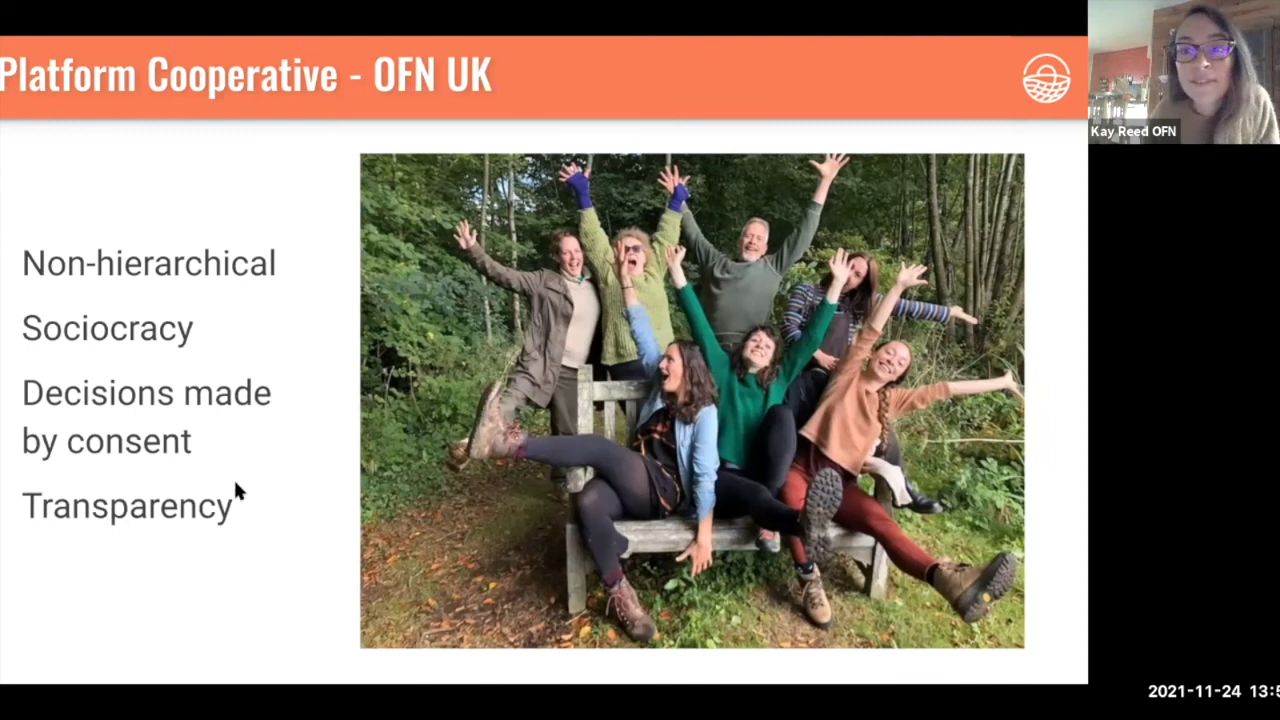 Platform Cooperative - OFN UK
Kay Reed OFN
Non-hierarchical
Sociocracy
Decisions made
by consent
Transparency
2021-11-24 13:5